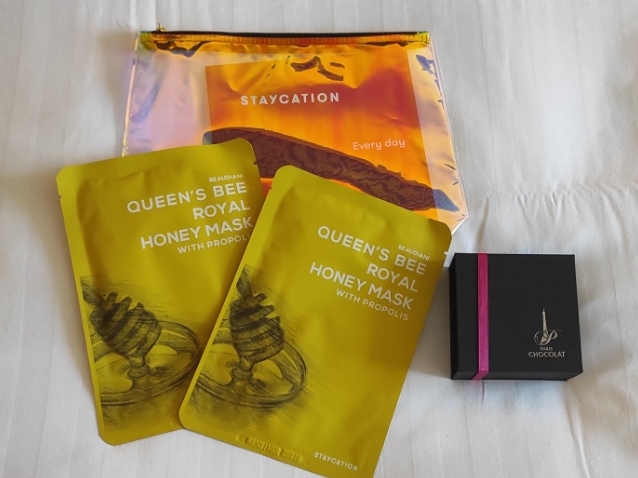 STAYCATION
Every day
BEAUDIANI
QUEEN'S BEE
ROYAL
HONEY MASK
WITH PROPOLIS
BEAUDIANI
QUEEN'S BEE
ROYAL
HONEY MASK
WITH PROPOLIS
STAYCATION
PARIS
CHOCOLAT